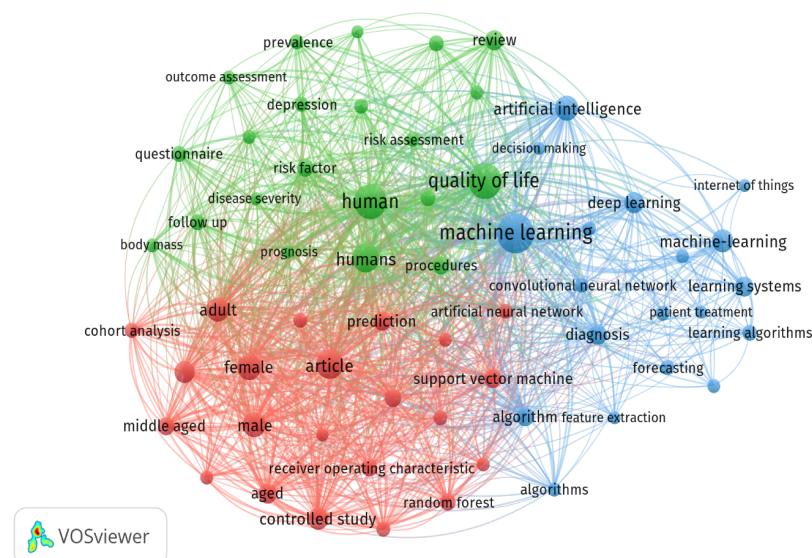 prevalence
review
outcome assessment
depression
artificial intelligence
risk assessment
decision making
questionnaire
risk factor
quality of life
internet of things
disease severity
human
deep learning
follow up
machine learning
machine-learning
body mass
prognosis
humans
procedures
convolutional neural network
learning systems
adult
artificial neural network
patient treatment
cohort analysis
prediction
diagnosis
learning algorithms
female
article
forecasting
support vector machine
middle aged
male
algorithm
feature extraction
receiver operating characteristic
aged
algorithms
random forest
controlled study
VOSviewer